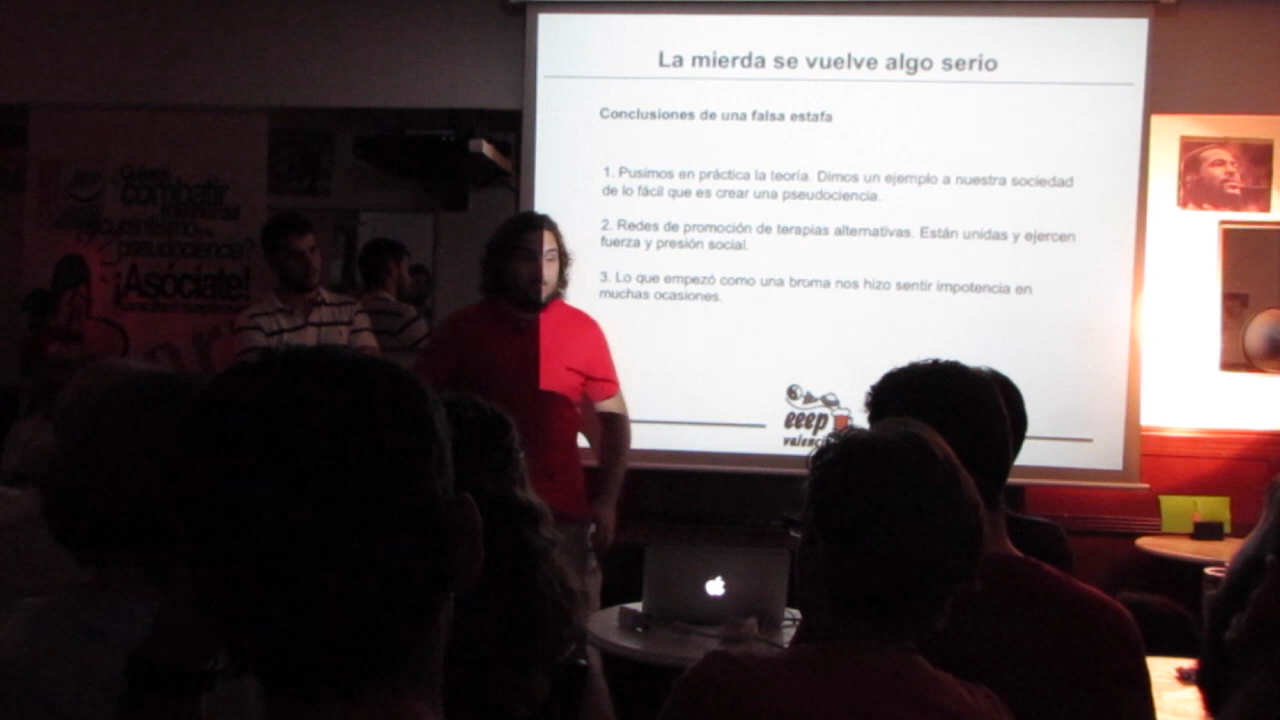 La mierda se vuelve algo serio
Conclusiones de una falsa estafa
1. Pusimos en práctica la teoría. Dimos un ejemplo a nuestra sociedad
de lo fácil que es crear una pseudociencia.
2. Redes de promoción de terapias alternativas. Están unidas y ejercen
fuerza y presión social.
3. Lo que empezó como una broma nos hizo sentir impotencia en
muchas ocasiones.
eeep
valenci
combatir
pseudociencia?
¡Asóciate!